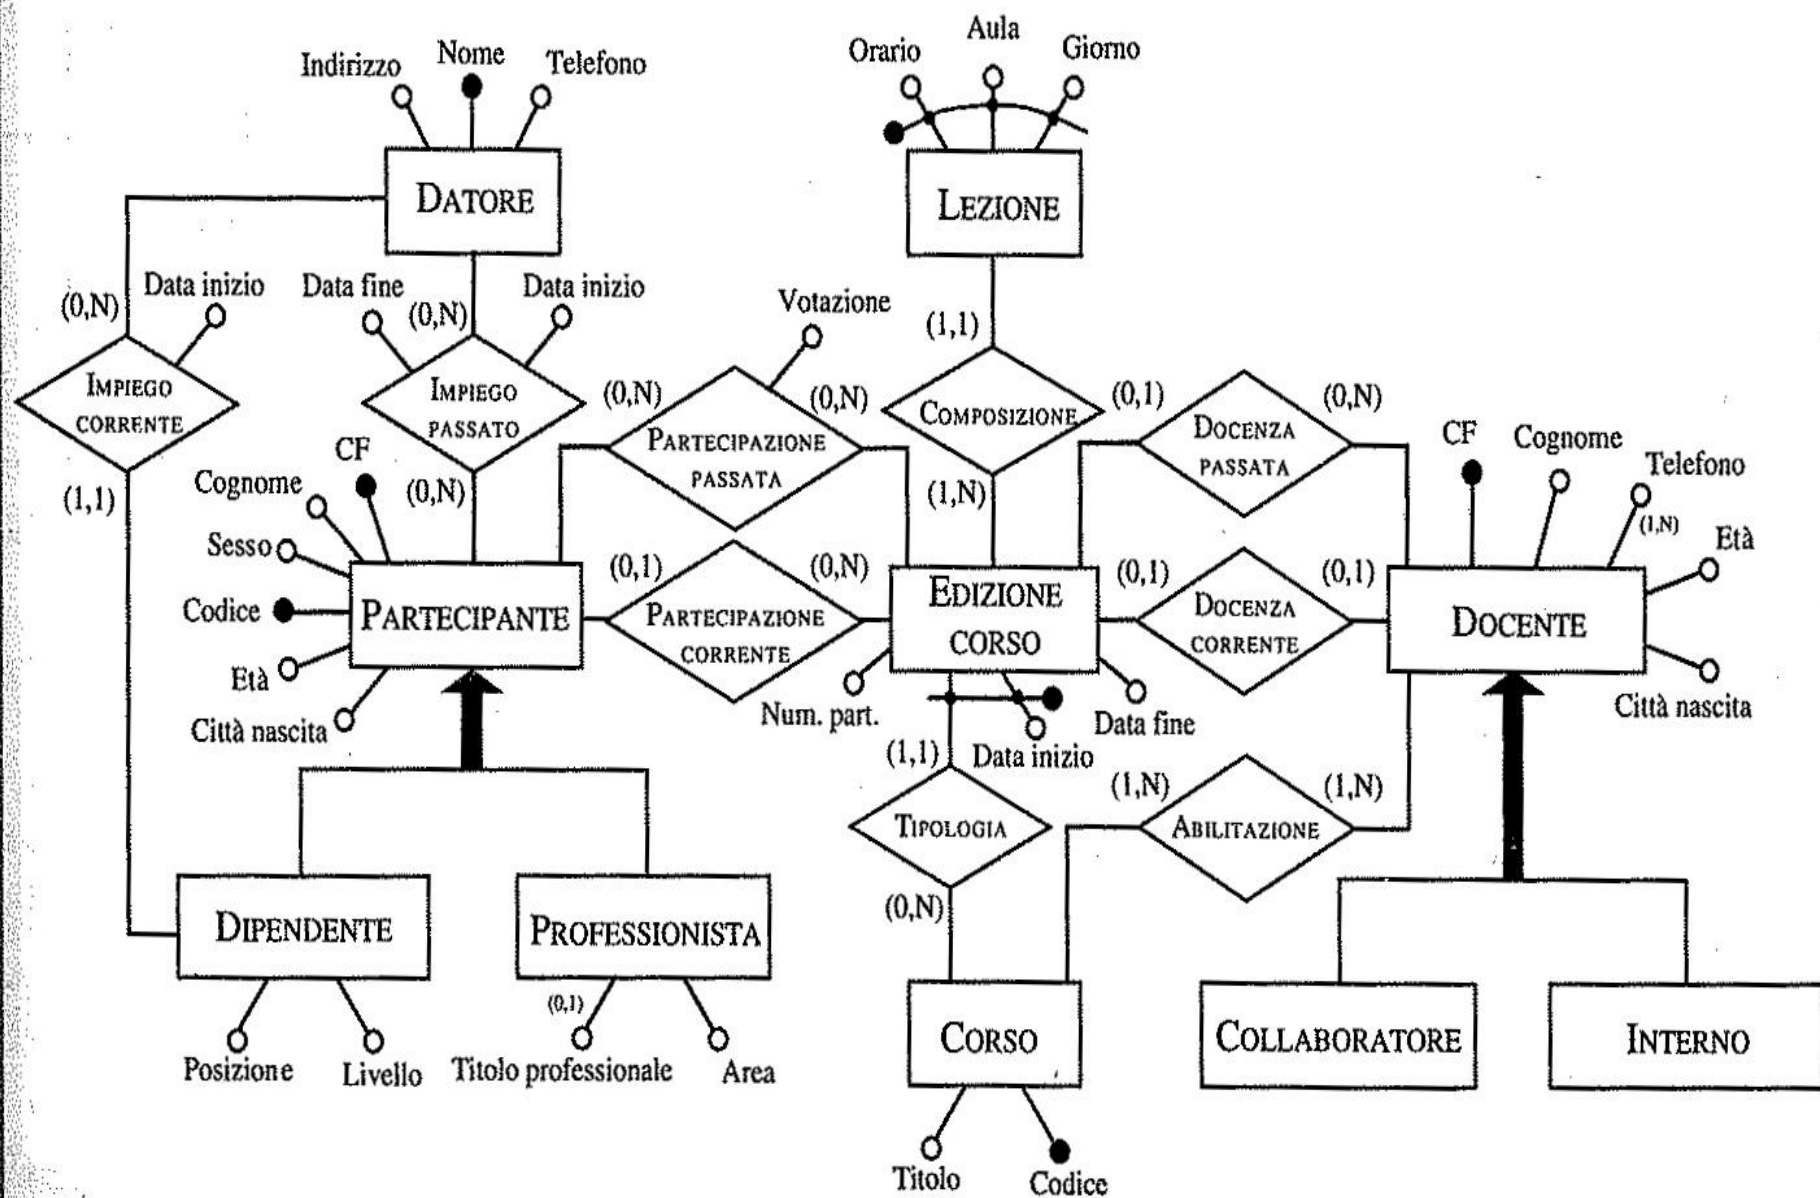 Aula
Orario
Giorno
Nome
Indirizzo
Telefono
DATORE
LEZIONE
Data inizio
Data fine
Data inizio
(0,N)
(0,N)
Votazione
(1,1)
IMPIEGO
CORRENTE
IMPIEGO
PASSATO
(0,N)
(0,N)
COMPOSIZIONE
(0,1)
(0,N)
PARTECIPAZIONE
PASSATA
DOCENZA
PASSATA
CF
Cognome
Telefono
(1,N)
Età
CF
Cognome
(1,1)
(0,N)
(1,N)
Sesso
Codice
Età
Città nascita
PARTECIPANTE
(0,1)
(0,N)
PARTECIPAZIONE
CORRENTE
EDIZIONE
CORSO
(0,1)
(0,1)
DOCENZA
CORRENTE
DOCENTE
Città nascita
Num. part.
Data fine
Data inizio
(1,1)
(1,N)
(1,N)
TIPOLOGIA
ABILITAZIONE
(0,N)
DIPENDENTE
PROFESSIONISTA
(0,1)
Posizione
Livello
Titolo professionale
Area
CORSO
COLLABORATORE
INTERNO
Titolo
Codice